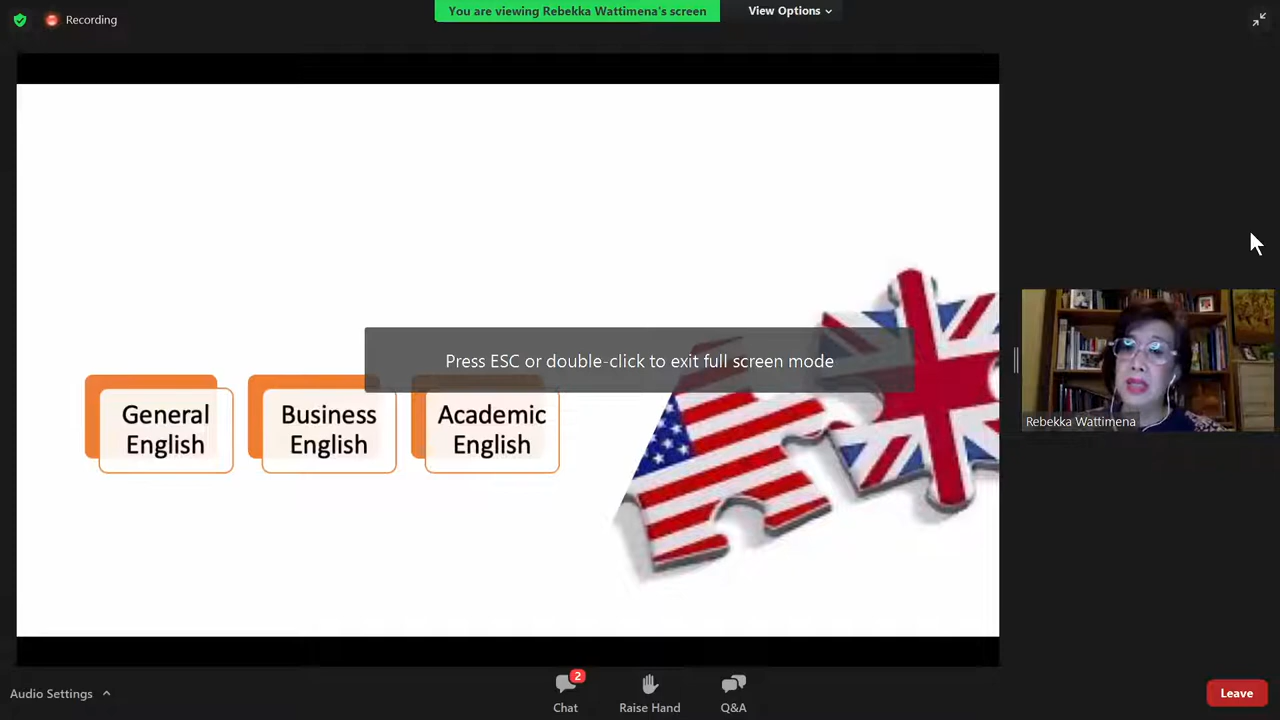 Recording
You are viewing Rebekka Wattimena's screen
View Options
Press ESC or double-click to exit full screen mode
General
English
Business
English
Academic
English
Rebekka Wattimena
Audio Settings
2
Chat
Raise Hand
Q&A
Leave